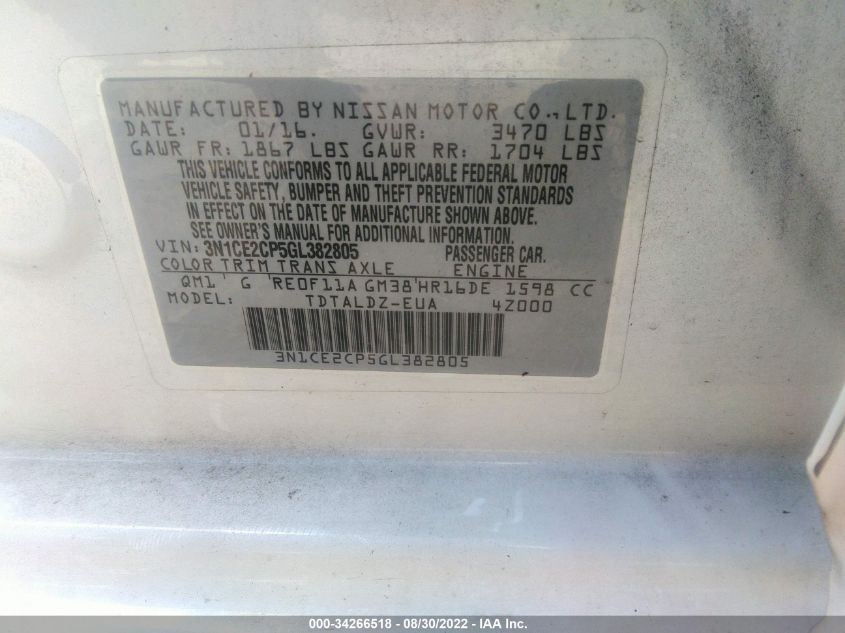 MANUFACTURED BY NISSAN MOTOR CO.,LTD.
DATE: 01/16. GVWR: 3470 LBS
GAWR FR: 1867 LBS GAWR RR: 1704 LBS
THIS VEHICLE CONFORMS TO ALL APPLICABLE FEDERAL MOTOR
VEHICLE SAFETY, BUMPER AND THEFT PREVENTION STANDARDS
IN EFFECT ON THE DATE OF MANUFACTURE SHOWN ABOVE.
SEE OWNER'S MANUAL FOR ADDITIONAL INFORMATION.
VIN: 3N1CE2CP5GL382805 PASSENGER CAR.
COLOR TRIM TRANS AXLE ENGINE
QM1 ' G 'RE0F11A GM38'HR16DE 1598 CC
MODEL: TDTALDZ-EUA 4Z000
3N1CE2CP5GL382805
000-34266518 - 08/30/2022 - IAA Inc.